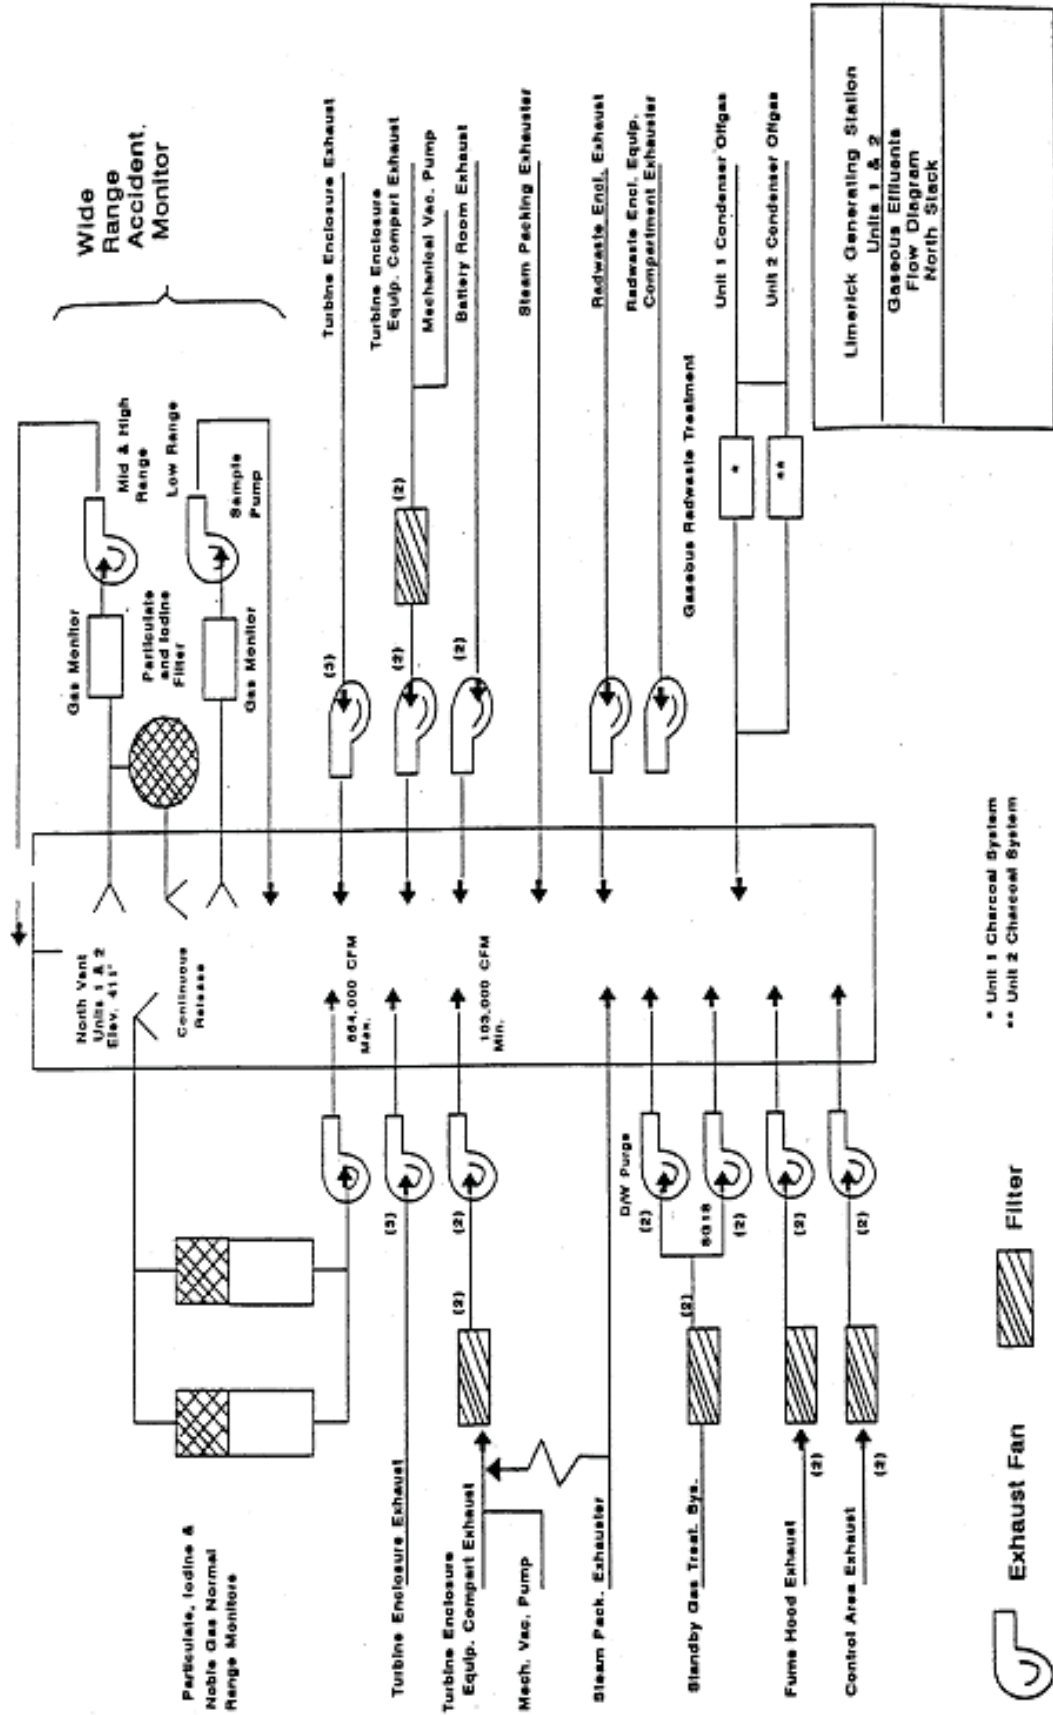 Wide
Range
Accident.
Monitor
Mid & High
Range
Low Range
Sample
Pump
Gas Monitor
Particulate
and Iodine
Filter
Gas Monitor
North Vent
Units 1 & 2
Elev. 411'
Continuous
Release
Particulate, Iodine &
Noble Gas Normal
Range Monitors
Turbine Enclosure Exhaust
(3)
Turbine Enclosure
Equip. Compart Exhaust
Mechanical Vac. Pump
(2)
(2)
Battery Room Exhaust
(2)
Steam Packing Exhauster
Radwaste Encl. Exhaust
Radwaste Encl. Equip.
Compartment Exhauster
Gaseous Radwaste Treatment
Unit 1 Condenser Offgas
*
Unit 2 Condenser Offgas
**
664,000 CFM
Max.
103,000 CFM
Min.
Turbine Enclosure Exhaust
(3)
Turbine Enclosure
Equip. Compart Exhaust
(2)
(2)
Mech. Vac. Pump
Steam Pack. Exhauster
D/W Purge
(2)
Standby Gas Treat. Sys.
(2)
(2)
Fume Hood Exhaust
(2)
(2)
Control Area Exhaust
(2)
(2)
Exhaust Fan
Filter
* Unit 1 Charcoal System
** Unit 2 Charcoal System
Limerick Generating Station
Units 1 & 2
Gaseous Effluents
Flow Diagram
North Stack